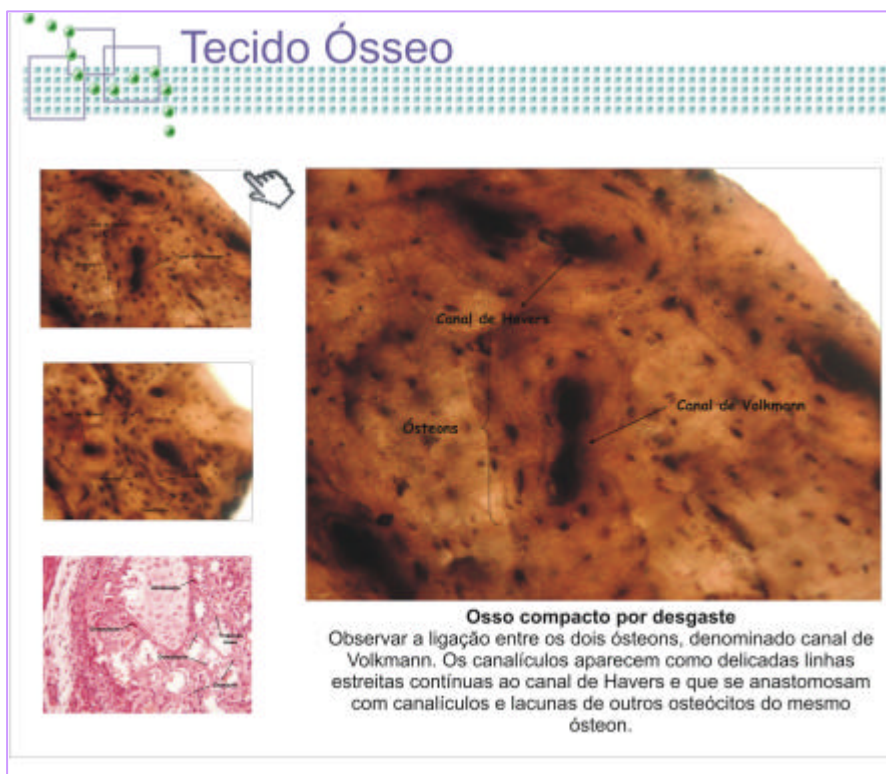 Tecido Ósseo
Canal de Havers
Canal de Volkmann
Ósteons
Osso compacto por desgaste
Observar a ligação entre os dois ósteons, denominado canal de
Volkmann. Os canalículos aparecem como delicadas linhas
estreitas contínuas ao canal de Havers e que se anastomosam
com canalículos e lacunas de outros osteócitos do mesmo
ósteon.